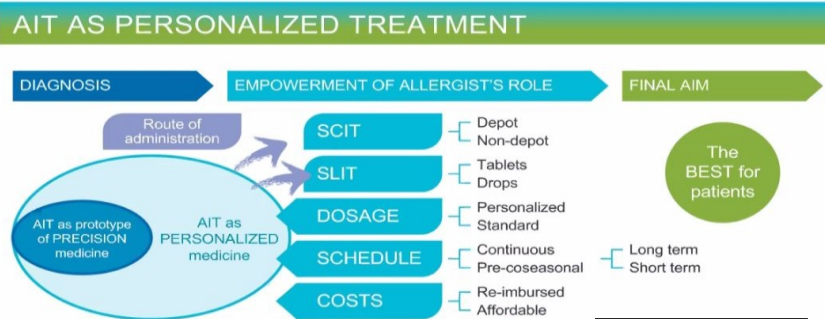 AIT AS PERSONALIZED TREATMENT
DIAGNOSIS
EMPOWERMENT OF ALLERGIST'S ROLE
FINAL AIM
Route of
administration
SCIT
Depot
Non-depot
SLIT
Tablets
Drops
DOSAGE
Personalized
Standard
SCHEDULE
Continuous
Pre-coseasonal
Long term
Short term
COSTS
Re-imbursed
Affordable
AIT as prototype
of PRECISION
medicine
AIT as
PERSONALIZED
medicine
The
BEST for
patients